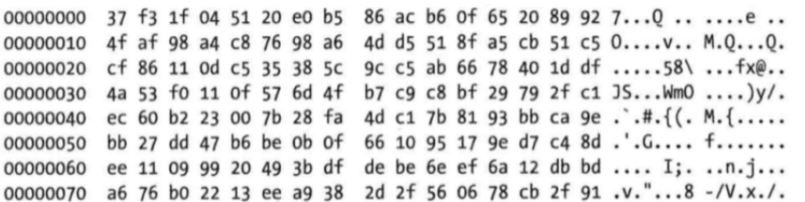 00000000 37 f3 1f 04 51 20 e0 b5 86 ac b6 0f 65 20 89 92 7...Q .. ....e ..
00000010 4f af 98 a4 c8 76 98 a6 4d d5 51 8f a5 cb 51 c5 O....v.. M.Q...Q.
00000020 cf 86 11 0d c5 35 38 5c 9c c5 ab 66 78 40 1d df .....58\ ...fx@..
00000030 4a 53 f0 11 0f 57 6d 4f b7 c9 c8 bf 29 79 2f c1 JS...WmO ....)y/.
00000040 ec 60 b2 23 00 7b 28 fa 4d c1 7b 81 93 bb ca 9e .`.#.{(. M.{.....
00000050 bb 27 dd 47 b6 be 0b 0f 66 10 95 17 9e d7 c4 8d .'.G.... f.......
00000060 ee 11 09 99 20 49 3b df de be 6e ef 6a 12 db bd .... I;. ..n.j...
00000070 a6 76 b0 22 13 ee a9 38 2d 2f 56 06 78 cb 2f 91 .v."...8 -/V.x./.